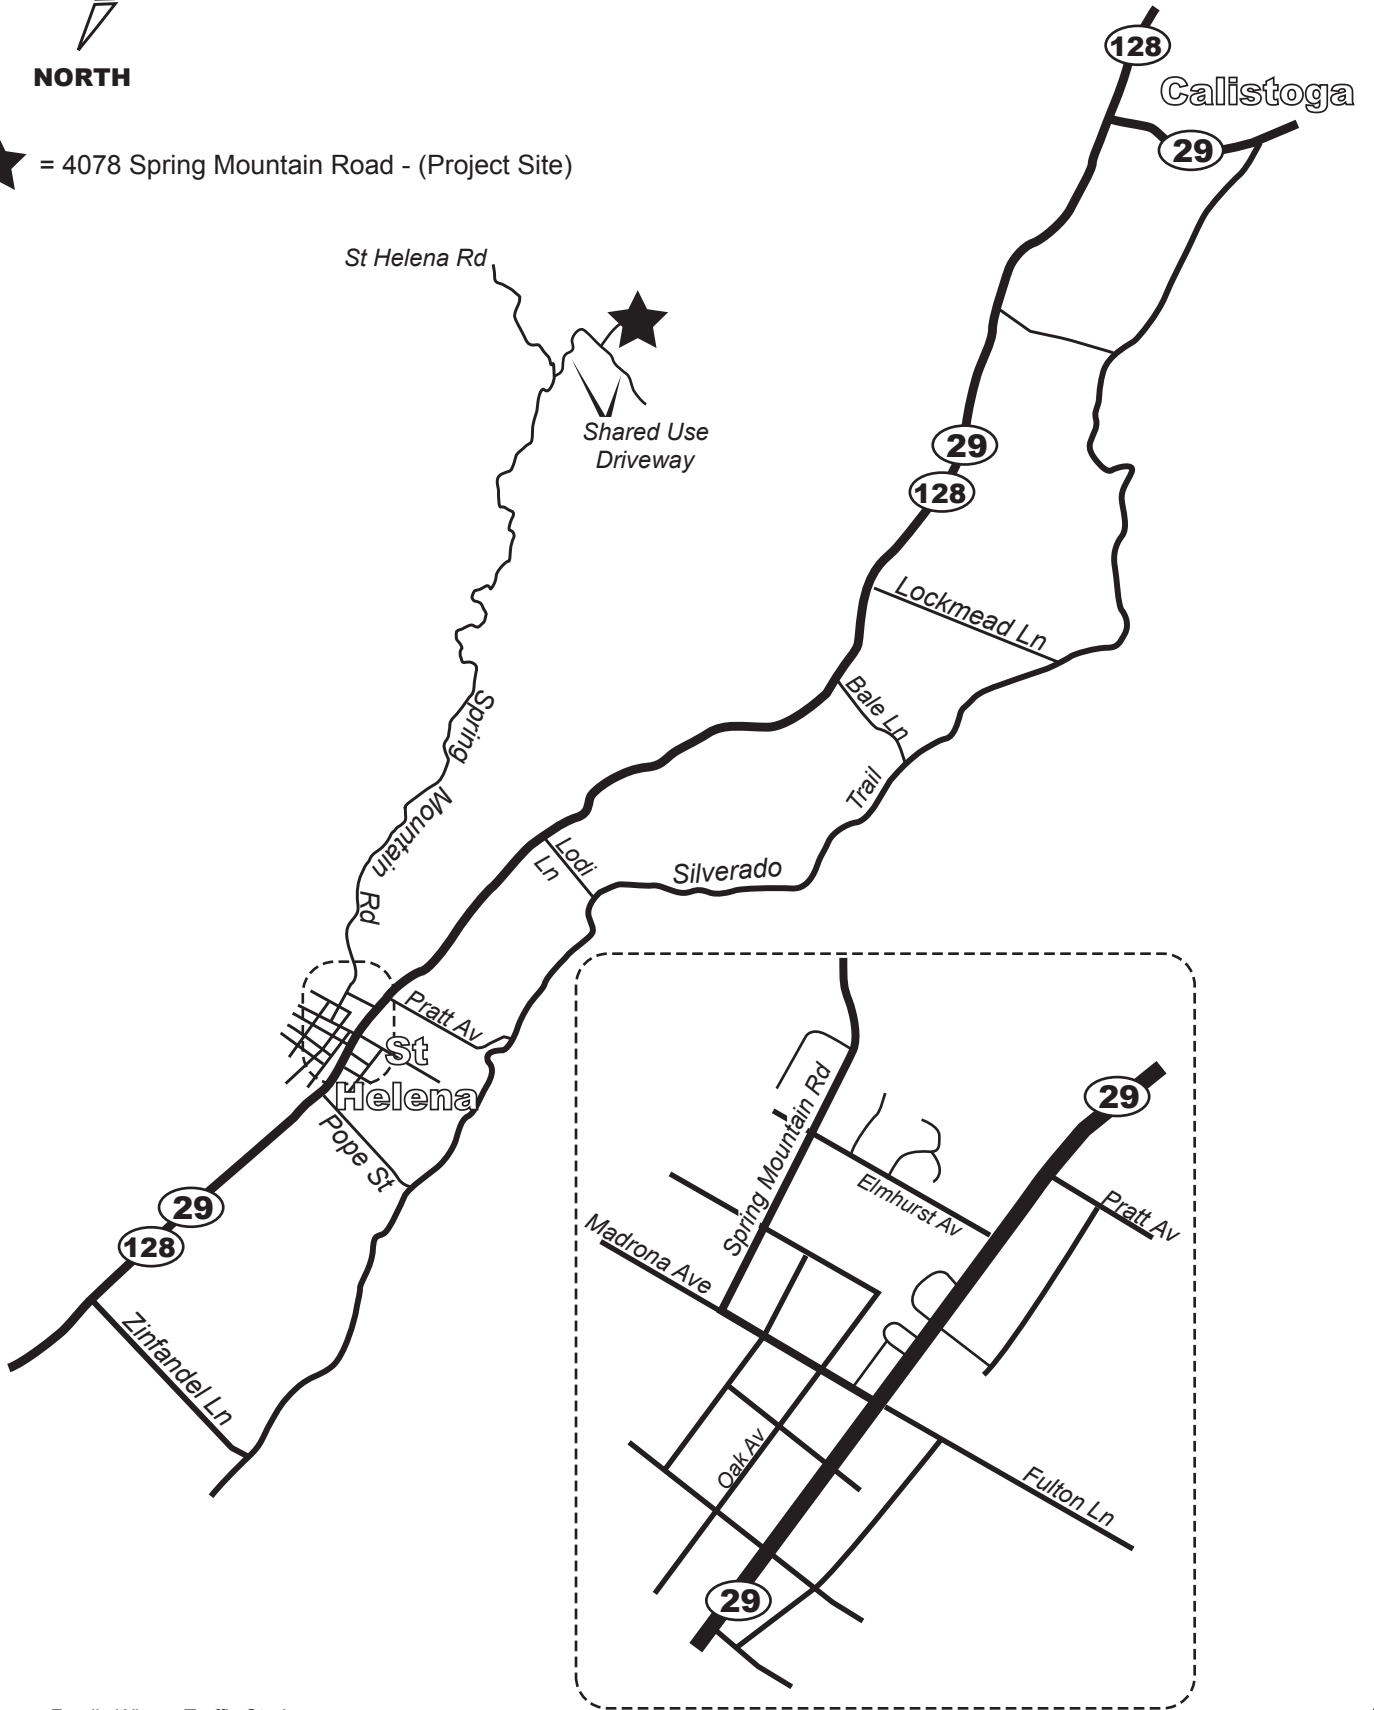 NORTH
128
Calistoga
29
= 4078 Spring Mountain Road - (Project Site)
St Helena Rd
Shared Use
Driveway
29
128
Lockmead Ln
Bale Ln
Spring
Mountain
Rd
Trail
Silverado
Lodi
Ln
Pratt Av
St
Helena
Pope St
29
128
Zinfandel Ln
29
Spring Mountain Rd
Elmhurst Av
Pratt Av
Madrona Ave
Oak Av
Fulton Ln
29